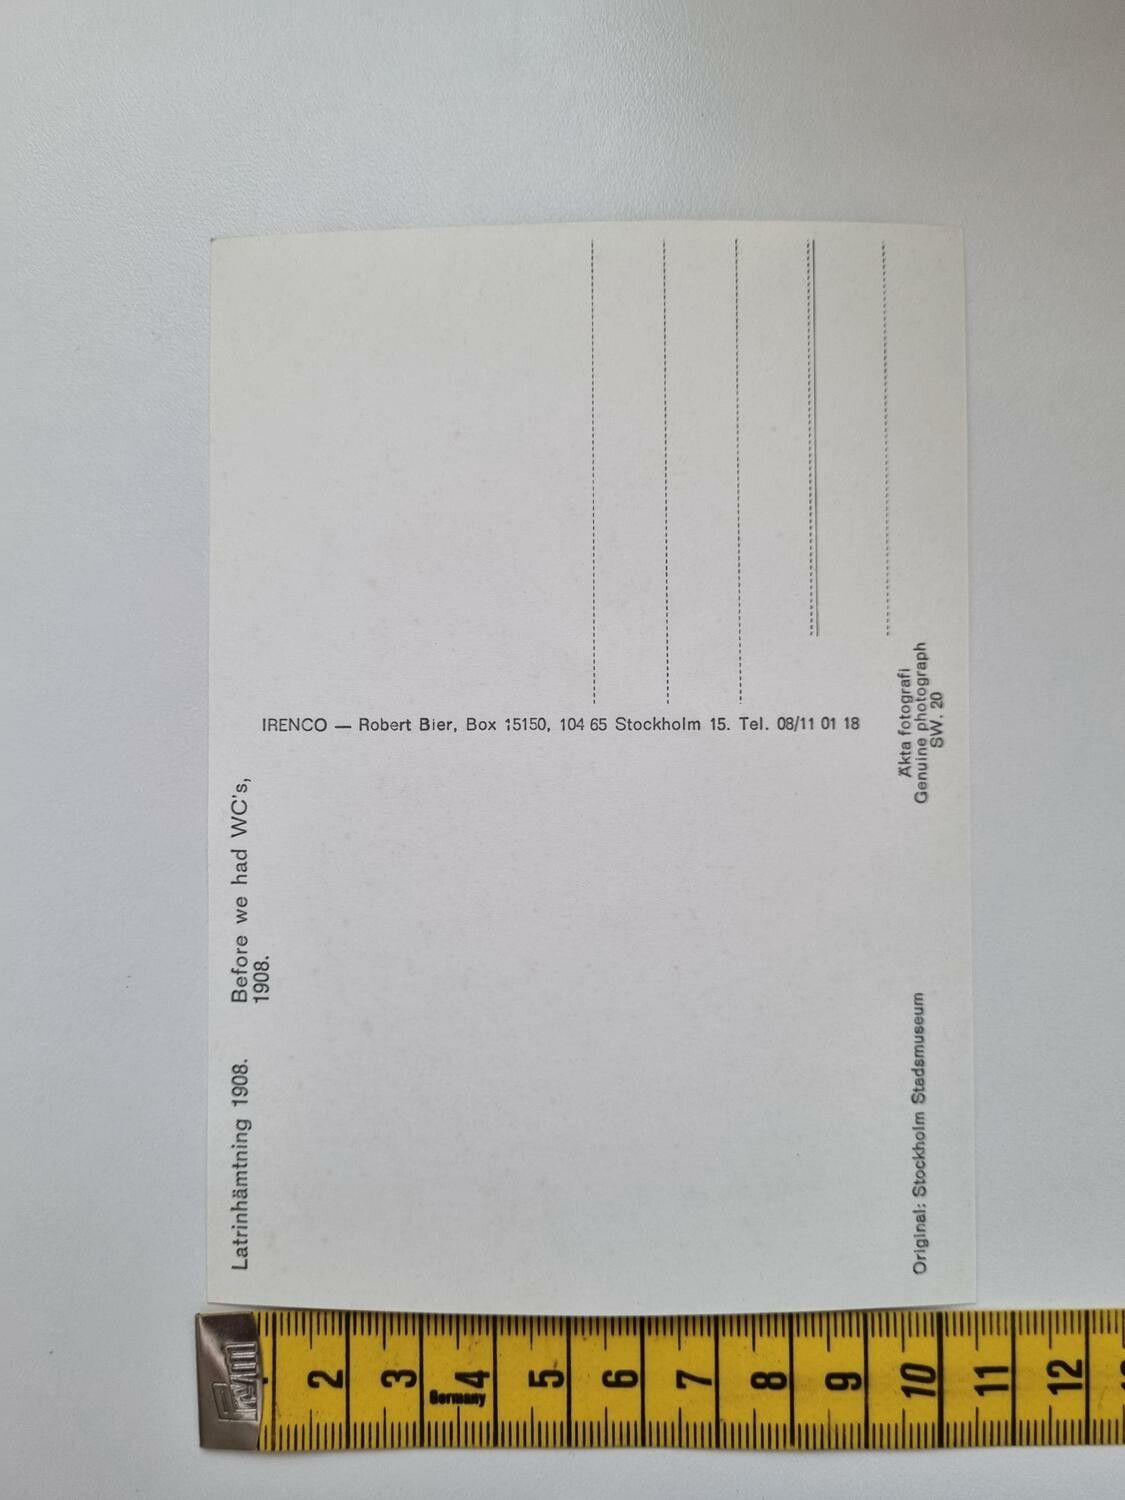 Latrinhämtning 1908.
Before we had WC's,
1908.
IRENCO — Robert Bier, Box 15150, 104 65 Stockholm 15. Tel. 08/11 01 18
Original: Stockholm Stadsmuseum
Äkta fotografi
Genuine photograph
SW. 20
Prym
2 3 4 5 6 7 8 9 10 11 12
Germany